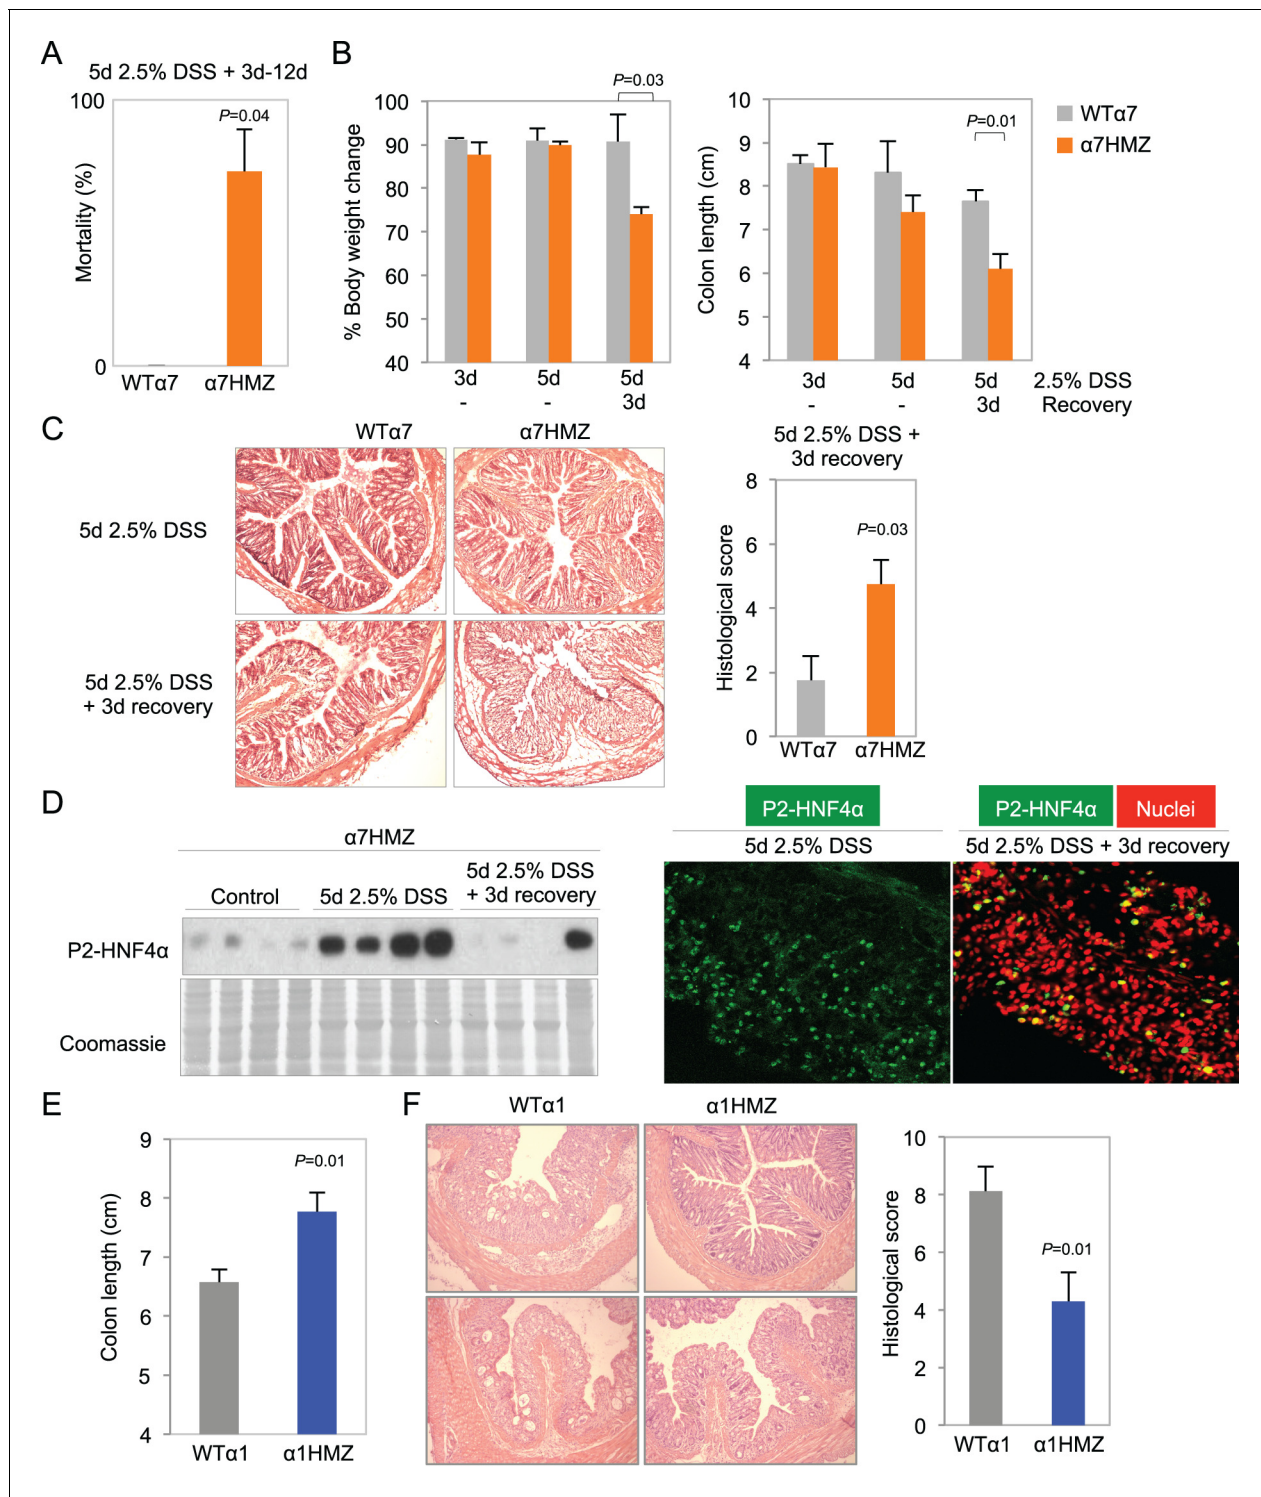 A
5d 2.5% DSS + 3d-12d
100
P=0.04
Mortality (%)
0
WTα7
α7HMZ
B
P=0.03
100
90
80
70
60
50
40
% Body weight change
3d
5d
5d
-
-
3d
10
9
8
7
6
5
4
Colon length (cm)
P=0.01
WTα7
α7HMZ
3d
5d
5d
2.5% DSS
-
-
3d
Recovery
C
WTα7
α7HMZ
5d 2.5% DSS
5d 2.5% DSS
+ 3d recovery
5d 2.5% DSS +
3d recovery
8
6
4
2
0
Histological score
P=0.03
WTα7
α7HMZ
D
α7HMZ
Control
5d 2.5% DSS
5d 2.5% DSS
+ 3d recovery
P2-HNF4α
Coomassie
P2-HNF4α
5d 2.5% DSS
P2-HNF4α
Nuclei
5d 2.5% DSS + 3d recovery
E
9
8
7
6
5
4
Colon length (cm)
P=0.01
WTα1
α1HMZ
F
WTα1
α1HMZ
10
8
6
4
2
0
Histological score
P=0.01
WTα1
α1HMZ